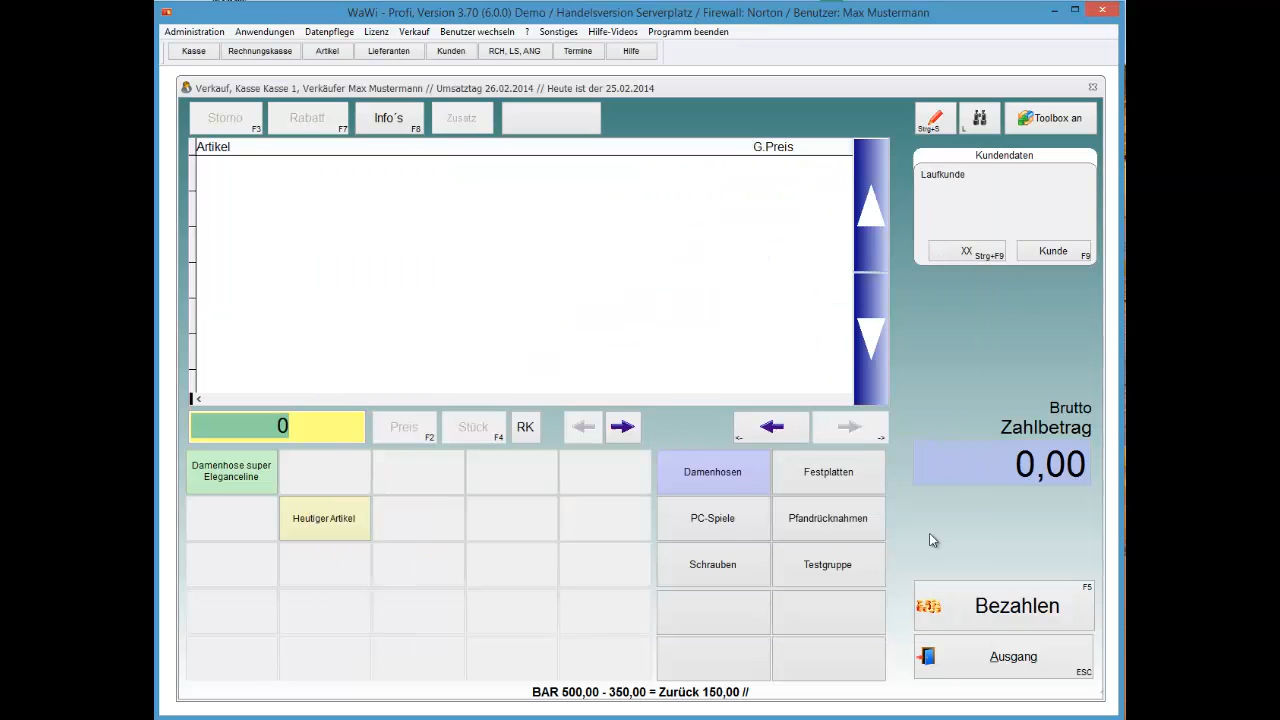 WaWi - Profi, Version 3.70 (6.0.0) Demo / Handelsversion Serverplatz / Firewall: Norton / Benutzer: Max Mustermann
Administration Anwendungen Datenpflege Lizenz Verkauf Benutzer wechseln ? Sonstiges Hilfe-Videos Programm beenden
Kasse Rechnungskasse Artikel Lieferanten Kunden RCH, LS, ANG Termine Hilfe
Verkauf, Kasse Kasse 1, Verkäufer Max Mustermann // Umsatztag 26.02.2014 // Heute ist der 25.02.2014
Storno F3 Rabatt F7 Info´s F8 Zusatz Strg+S L Toolbox an
Artikel G.Preis
Kundendaten
Laufkunde
XX Strg+F9 Kunde F9
<
0 Preis F2 Stück F4 RK <- ->
Brutto
Zahlbetrag
0,00
Damenhose super
Eleganceline
Damenhosen Festplatten
Heutiger Artikel PC-Spiele Pfandrücknahmen
Schrauben Testgruppe
Bezahlen F5
Ausgang ESC
BAR 500,00 - 350,00 = Zurück 150,00 //